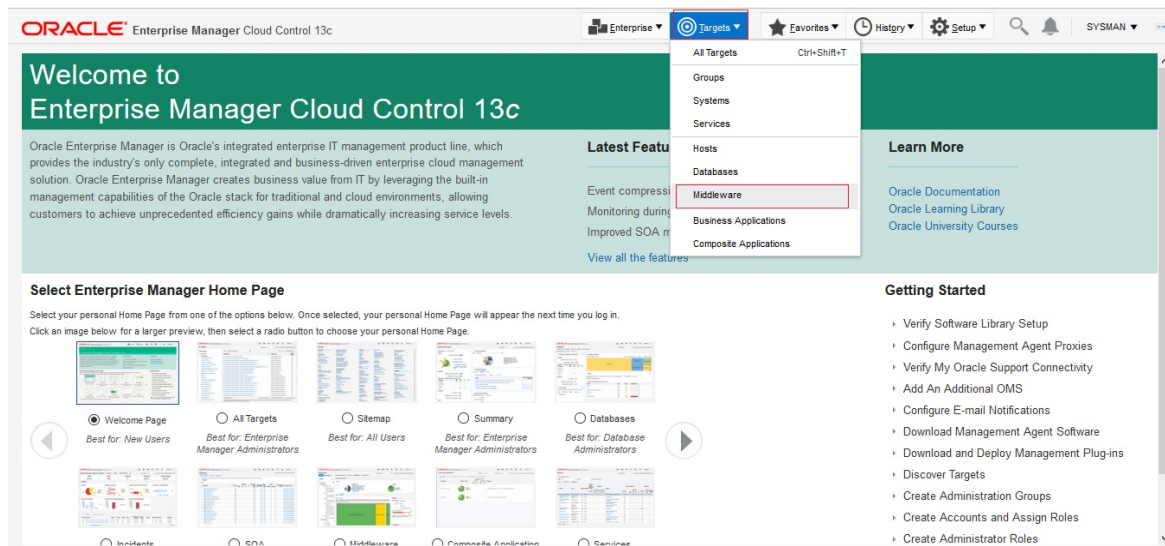 ORACLE Enterprise Manager Cloud Control 13c
Enterprise
Targets
Favorites
History
Setup
SYSMAN
All Targets Ctrl+Shift+T
Groups
Systems
Services
Hosts
Databases
Middleware
Business Applications
Composite Applications
Welcome to
Enterprise Manager Cloud Control 13c
Oracle Enterprise Manager is Oracle's integrated enterprise IT management product line, which
provides the industry's only complete, integrated and business-driven enterprise cloud management
solution. Oracle Enterprise Manager creates business value from IT by leveraging the built-in
management capabilities of the Oracle stack for traditional and cloud environments, allowing
customers to achieve unprecedented efficiency gains while dramatically increasing service levels.
Latest Featu
Event compressi
Monitoring during
Improved SOA m
View all the features
Learn More
Oracle Documentation
Oracle Learning Library
Oracle University Courses
Select Enterprise Manager Home Page
Select your personal Home Page from one of the options below. Once selected, your personal Home Page will appear the next time you log in.
Click an image below for a larger preview, then select a radio button to choose your personal Home Page.
Welcome Page
Best for: New Users
All Targets
Best for: Enterprise
Manager Administrators
Sitemap
Best for: All Users
Summary
Best for: Enterprise
Manager Administrators
Databases
Best for: Database
Administrators
Incidents
SOA
Middleware
Composite Application
Services
Getting Started
Verify Software Library Setup
Configure Management Agent Proxies
Verify My Oracle Support Connectivity
Add An Additional OMS
Configure E-mail Notifications
Download Management Agent Software
Download and Deploy Management Plug-ins
Discover Targets
Create Administration Groups
Create Accounts and Assign Roles
Create Administrator Roles